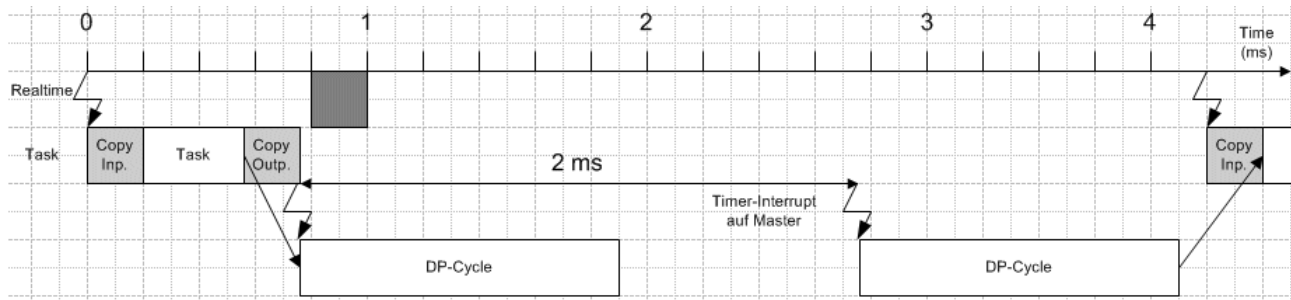 0 1 2 3 4
Time
(ms)
Realtime
Task
Copy
Inp.
Task
Copy
Outp.
2 ms
Copy
Inp.
Timer-Interrupt
auf Master
DP-Cycle
DP-Cycle